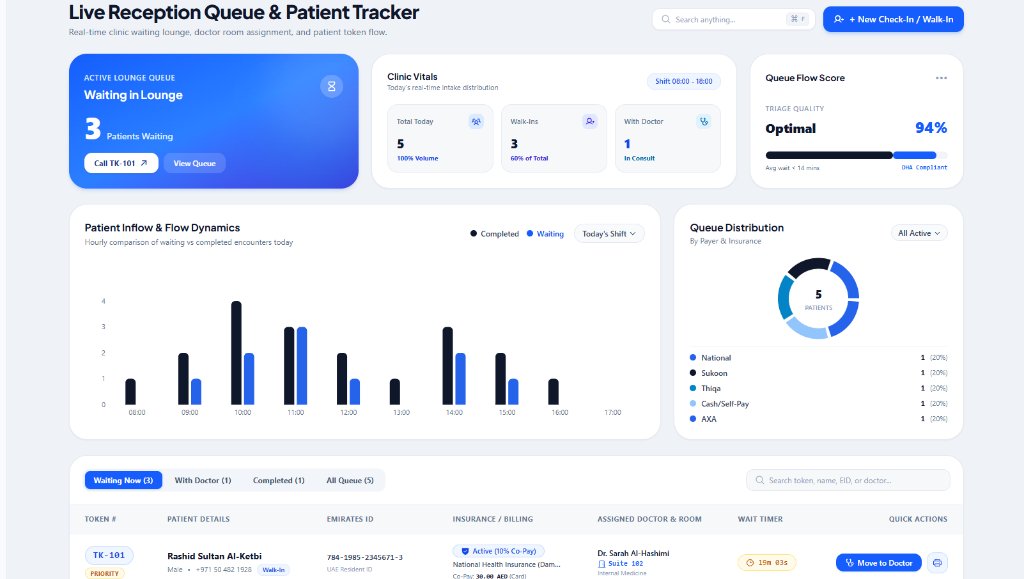 Live Reception Queue & Patient Tracker
Real-time clinic waiting lounge, doctor room assignment, and patient token flow.
Search anything...
⌘ F
+ New Check-In / Walk-In
ACTIVE LOUNGE QUEUE
Waiting in Lounge
3 Patients Waiting
Call TK-101
View Queue
Clinic Vitals
Today's real-time intake distribution
Shift 08:00 - 18:00
Total Today
5
100% Volume
Walk-Ins
3
60% of Total
With Doctor
1
In Consult
Queue Flow Score
TRIAGE QUALITY
Optimal 94%
Avg wait < 14 mins DHA Compliant
Patient Inflow & Flow Dynamics
Hourly comparison of waiting vs completed encounters today
Completed Waiting
Today's Shift
4
3
2
1
0
08:00 09:00 10:00 11:00 12:00 13:00 14:00 15:00 16:00 17:00
Queue Distribution
By Payer & Insurance
All Active
5
PATIENTS
National 1 (20%)
Sukoon 1 (20%)
Thiqa 1 (20%)
Cash/Self-Pay 1 (20%)
AXA 1 (20%)
Waiting Now (3) With Doctor (1) Completed (1) All Queue (5)
Search token, name, EID, or doctor...
TOKEN # PATIENT DETAILS EMIRATES ID INSURANCE / BILLING ASSIGNED DOCTOR & ROOM WAIT TIMER QUICK ACTIONS
TK-101
PRIORITY
Rashid Sultan Al-Ketbi
Male • +971 50 482 1928 Walk-In
784-1985-2345671-3
UAE Resident ID
Active (10% Co-Pay)
National Health Insurance (Dam...
Co-Pay: 30.00 AED (Card)
Dr. Sarah Al-Hashimi
Suite 102
Internal Medicine
19m 03s
Move to Doctor